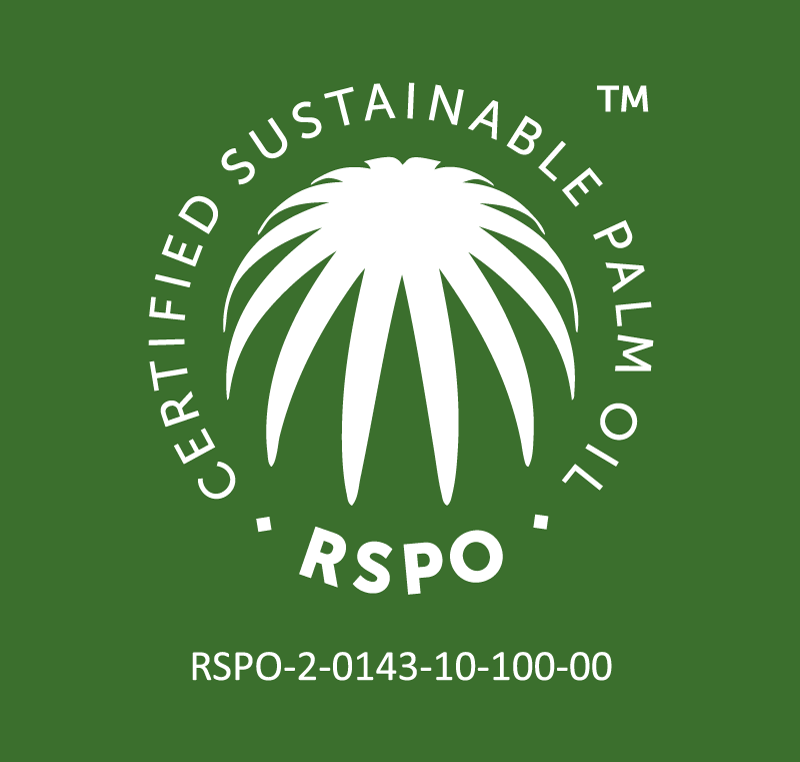 CERTIFIED SUSTAINABLE PALM OIL
TM
· RSPO ·
RSPO-2-0143-10-100-00